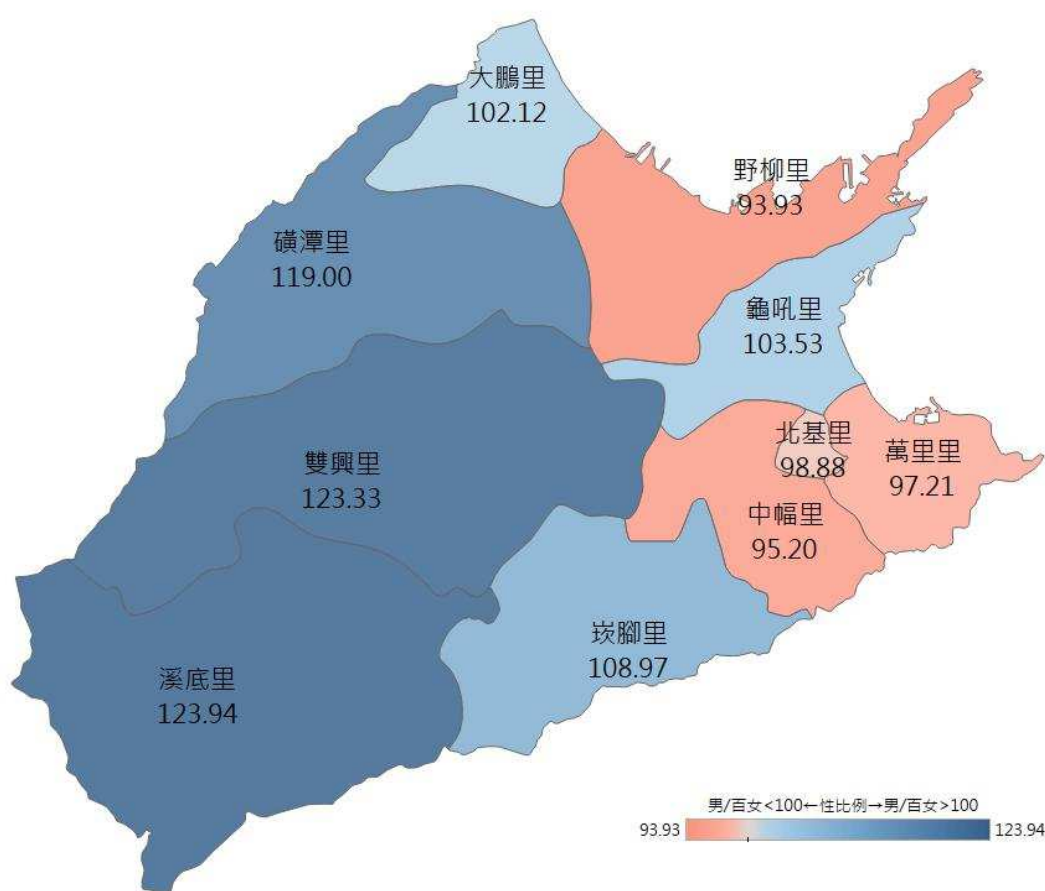 大鵬里
102.12
野柳里
93.93
磺潭里
119.00
龜吼里
103.53
北基里
98.88
萬里里
97.21
雙興里
123.33
中幅里
95.20
崁腳里
108.97
溪底里
123.94
男/百女<100←性比例→男/百女>100
93.93
123.94